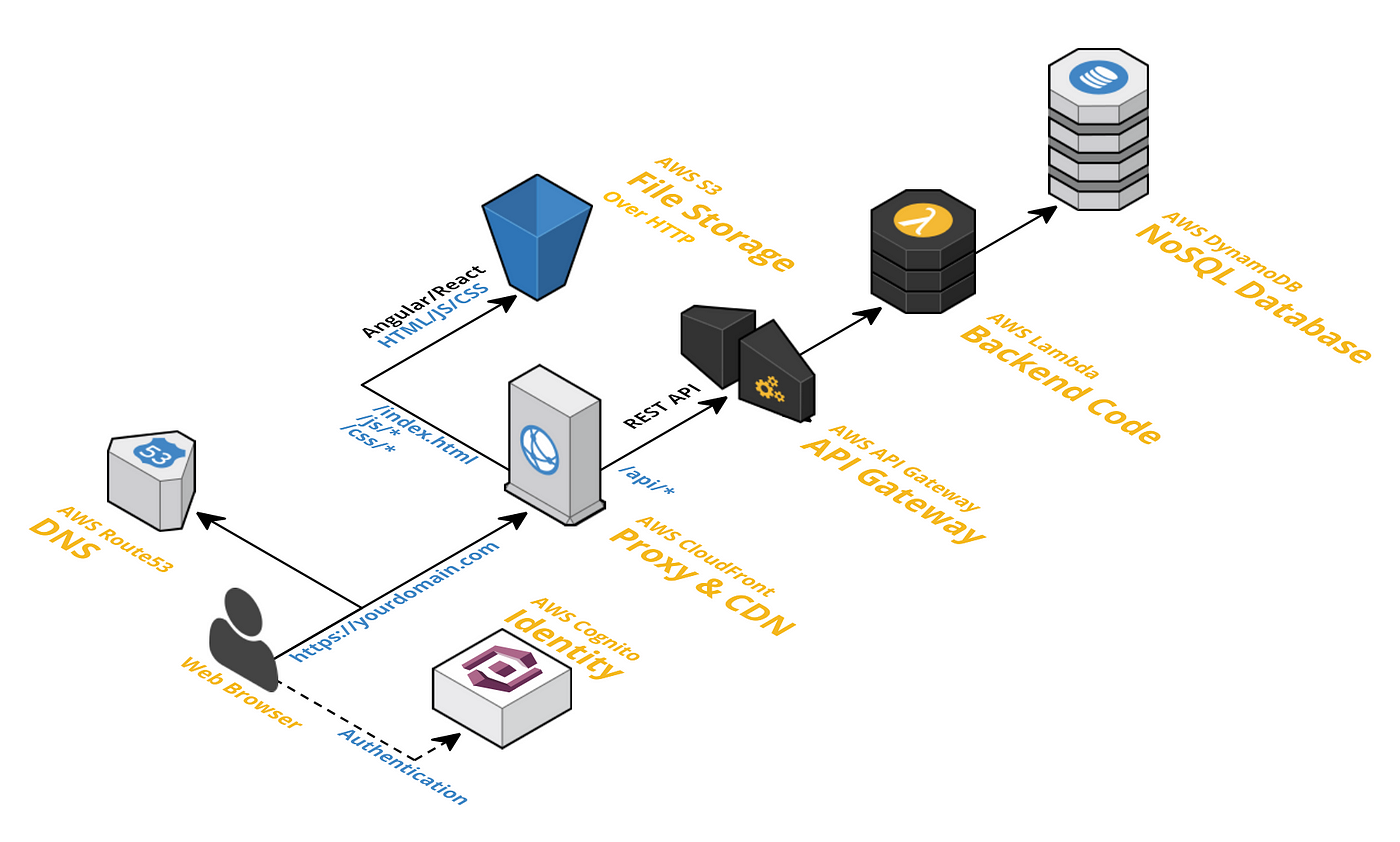 AWS DynamoDB
NoSQL Database
AWS S3
File Storage
Over HTTP
λ
AWS Lambda
Backend Code
Angular/React
HTML/JS/CSS
REST API
/index.html
/js/*
/css/*
/api/*
AWS API Gateway
API Gateway
53
AWS Route53
DNS
AWS CloudFront
Proxy & CDN
https://yourdomain.com
AWS Cognito
Identity
Web Browser
Authentication